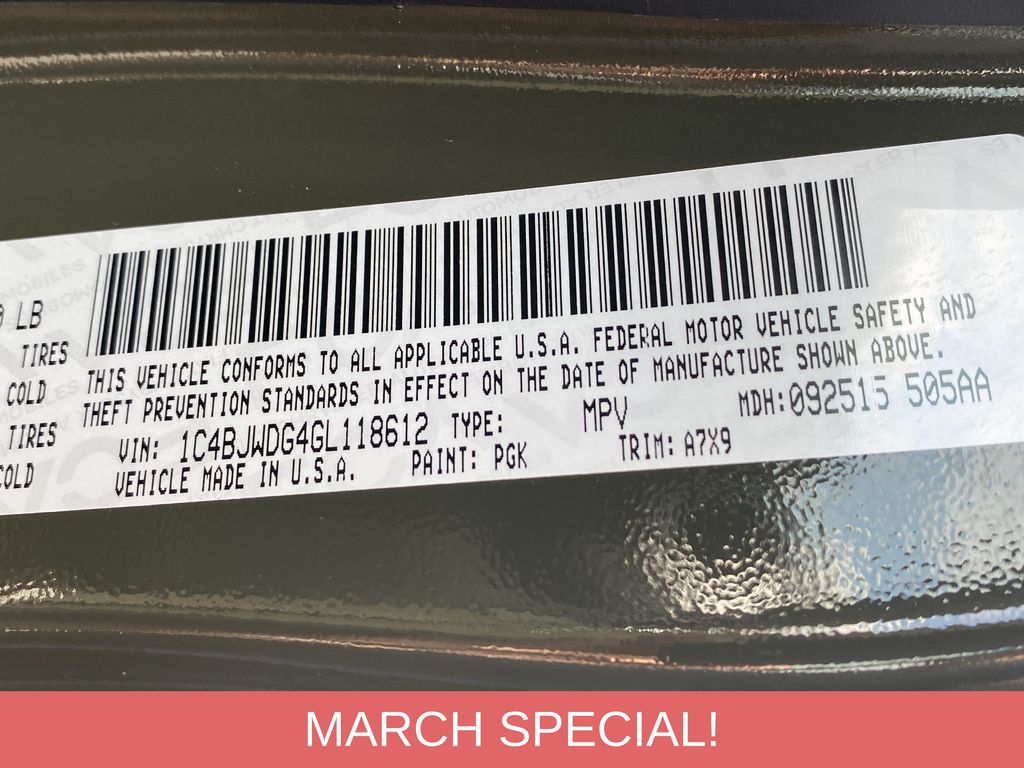 LB
TIRES
COLD
TIRES
COLD
THIS VEHICLE CONFORMS TO ALL APPLICABLE U.S.A. FEDERAL MOTOR VEHICLE SAFETY AND
THEFT PREVENTION STANDARDS IN EFFECT ON THE DATE OF MANUFACTURE SHOWN ABOVE.
VIN: 1C4BJWDG4GL118612 TYPE: MPV MDH:092515 505AA
VEHICLE MADE IN U.S.A. PAINT: PGK TRIM: A7X9
MARCH SPECIAL!